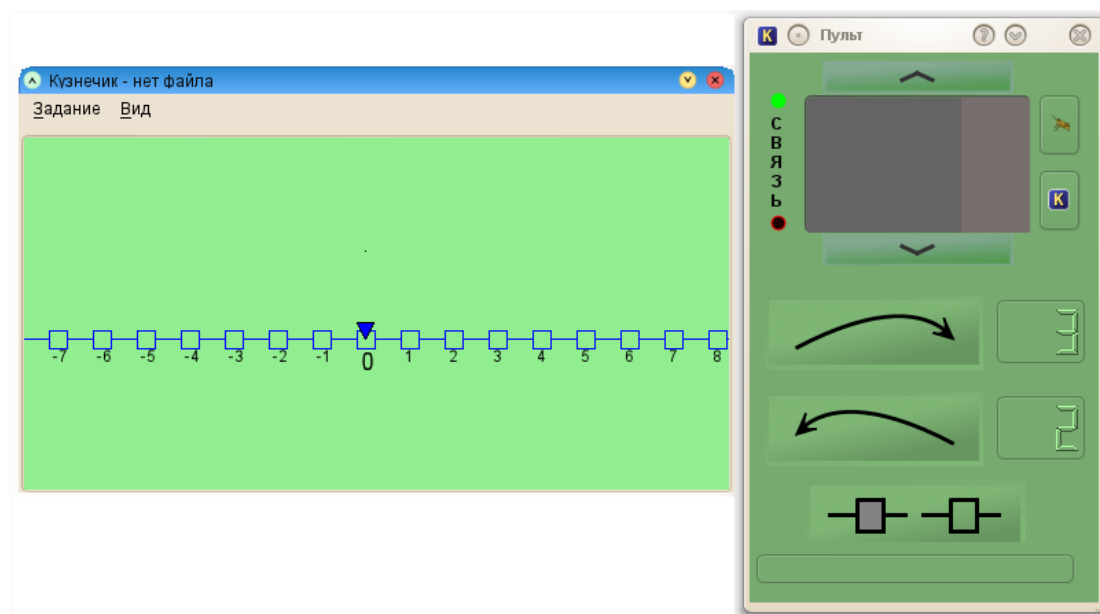 Кузнечик - нет файла
Задание Вид
-7 -6 -5 -4 -3 -2 -1 0 1 2 3 4 5 6 7 8
К Пульт
СВЯЗЬ
К
3
2